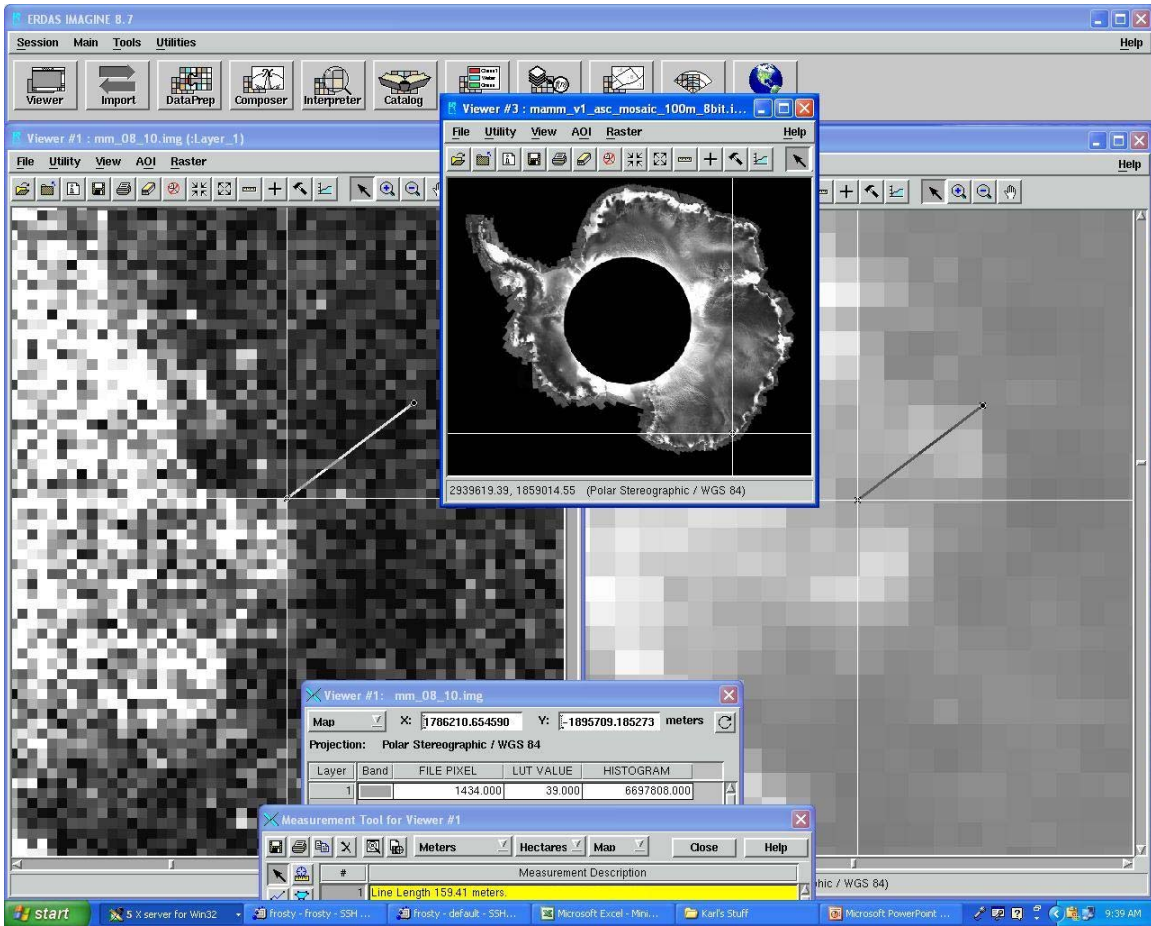 ERDAS IMAGINE 8.7
Session Main Tools Utilities Help
Viewer Import DataPrep Composer Interpreter Catalog
Viewer #3 : mamm_v1_asc_mosaic_100m_8bit.i...
File Utility View AOI Raster Help
2939619.39, 1859014.55 (Polar Stereographic / WGS 84)
Viewer #1 : mm_08_10.img (:Layer_1)
File Utility View AOI Raster
Help
Viewer #1: mm_08_10.img
Map X: 1786210.654590 Y: -1895709.185273 meters
Projection: Polar Stereographic / WGS 84
Layer Band FILE PIXEL LUT VALUE HISTOGRAM
1 1434.000 39.000 6697808.000
Measurement Tool for Viewer #1
Meters Hectares Map Close Help
# Measurement Description
1 Line Length 159.41 meters.
hic / WGS 84)
start 5 X server for Win32 frosty - frosty - SSH ... frosty - default - SSH... Microsoft Excel - Mini... Karl's Stuff Microsoft PowerPoint ... 9:39 AM